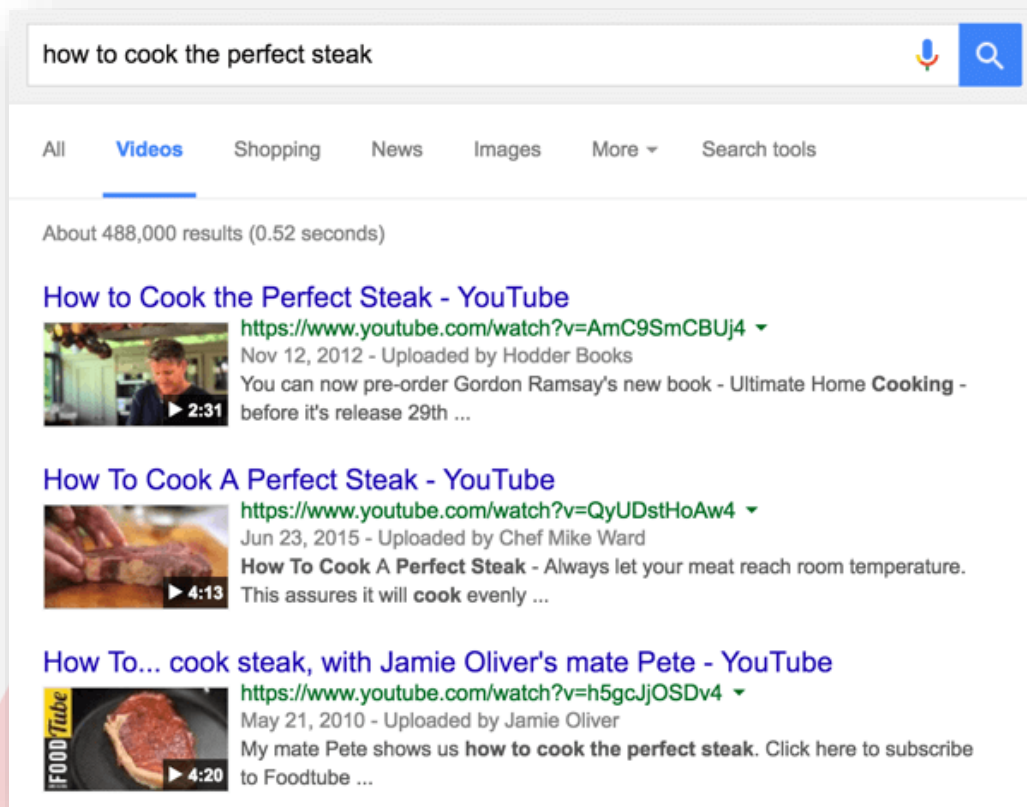 how to cook the perfect steak
All Videos Shopping News Images More Search tools
About 488,000 results (0.52 seconds)
How to Cook the Perfect Steak - YouTube
https://www.youtube.com/watch?v=AmC9SmCBUj4
Nov 12, 2012 - Uploaded by Hodder Books
2:31
You can now pre-order Gordon Ramsay's new book - Ultimate Home Cooking -
before it's release 29th ...
How To Cook A Perfect Steak - YouTube
https://www.youtube.com/watch?v=QyUDstHoAw4
Jun 23, 2015 - Uploaded by Chef Mike Ward
4:13
How To Cook A Perfect Steak - Always let your meat reach room temperature.
This assures it will cook evenly ...
How To... cook steak, with Jamie Oliver's mate Pete - YouTube
https://www.youtube.com/watch?v=h5gcJjOSDv4
May 21, 2010 - Uploaded by Jamie Oliver
FOOD Tube
4:20
My mate Pete shows us how to cook the perfect steak. Click here to subscribe
to Foodtube ...